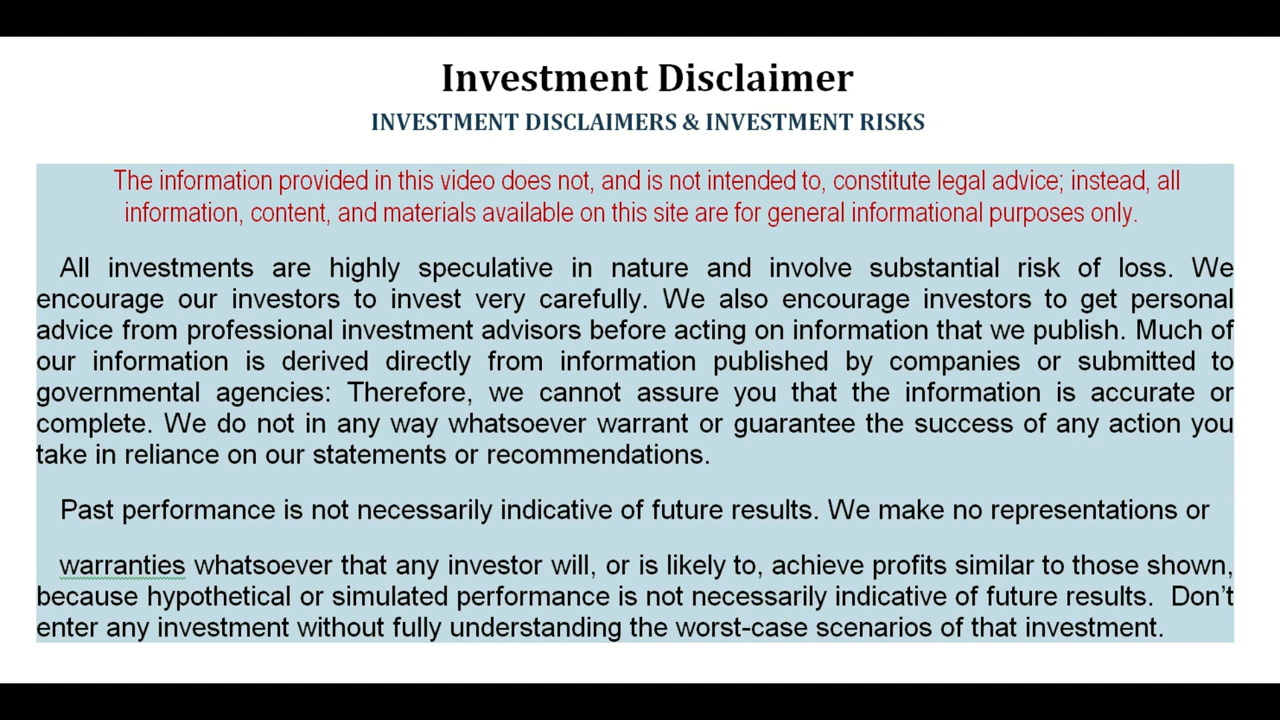 Investment Disclaimer
INVESTMENT DISCLAIMERS & INVESTMENT RISKS
The information provided in this video does not, and is not intended to, constitute legal advice; instead, all
information, content, and materials available on this site are for general informational purposes only.
All investments are highly speculative in nature and involve substantial risk of loss. We
encourage our investors to invest very carefully. We also encourage investors to get personal
advice from professional investment advisors before acting on information that we publish. Much of
our information is derived directly from information published by companies or submitted to
governmental agencies: Therefore, we cannot assure you that the information is accurate or
complete. We do not in any way whatsoever warrant or guarantee the success of any action you
take in reliance on our statements or recommendations.
Past performance is not necessarily indicative of future results. We make no representations or
warranties whatsoever that any investor will, or is likely to, achieve profits similar to those shown,
because hypothetical or simulated performance is not necessarily indicative of future results.  Don’t
enter any investment without fully understanding the worst-case scenarios of that investment.